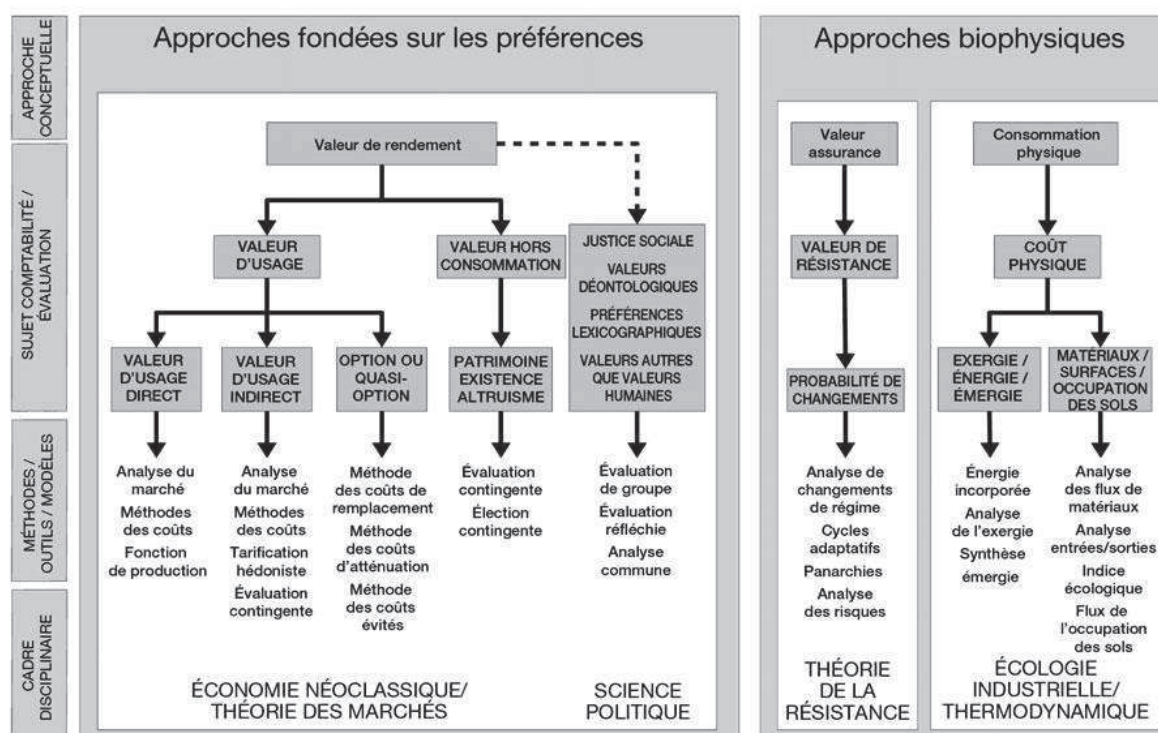 APPROCHE
CONCEPTUELLE
SUJET COMPTABILITÉ /
ÉVALUATION
MÉTHODES /
OUTILS / MODÈLES
CADRE
DISCIPLINAIRE
Approches fondées sur les préférences
Valeur de rendement
VALEUR
D'USAGE
VALEUR HORS
CONSOMMATION
JUSTICE SOCIALE
VALEURS
DÉONTOLOGIQUES
PRÉFÉRENCES
LEXICOGRAPHIQUES
VALEURS AUTRES
QUE VALEURS
HUMAINES
VALEUR
D'USAGE
DIRECT
VALEUR
D'USAGE
INDIRECT
OPTION OU
QUASI-
OPTION
PATRIMOINE
EXISTENCE
ALTRUISME
Analyse du
marché
Méthodes
des coûts
Fonction
de production
Analyse
du marché
Méthodes
des coûts
Tarification
hédoniste
Évaluation
contingente
Méthode
des coûts de
remplacement
Méthode
des coûts
d'atténuation
Méthode
des coûts
évités
Évaluation
contingente
Élection
contingente
Évaluation
de groupe
Évaluation
réfléchie
Analyse
commune
ÉCONOMIE NÉOCLASSIQUE/
THÉORIE DES MARCHÉS
SCIENCE
POLITIQUE
Approches biophysiques
Valeur
assurance
VALEUR DE
RÉSISTANCE
PROBABILITÉ DE
CHANGEMENTS
Analyse de
changements
de régime
Cycles
adaptatifs
Panarchies
Analyse
des risques
THÉORIE
DE LA
RÉSISTANCE
Consommation
physique
COÛT
PHYSIQUE
EXERGIE /
ÉNERGIE /
ÉMERGIE
MATÉRIAUX /
SURFACES /
OCCUPATION
DES SOLS
Énergie
incorporée
Analyse
de l'exergie
Synthèse
émergie
Analyse
des flux de
matériaux
Analyse
entrées/sorties
Indice
écologique
Flux de
l'occupation
des sols
ÉCOLOGIE
INDUSTRIELLE/
THERMODYNAMIQUE